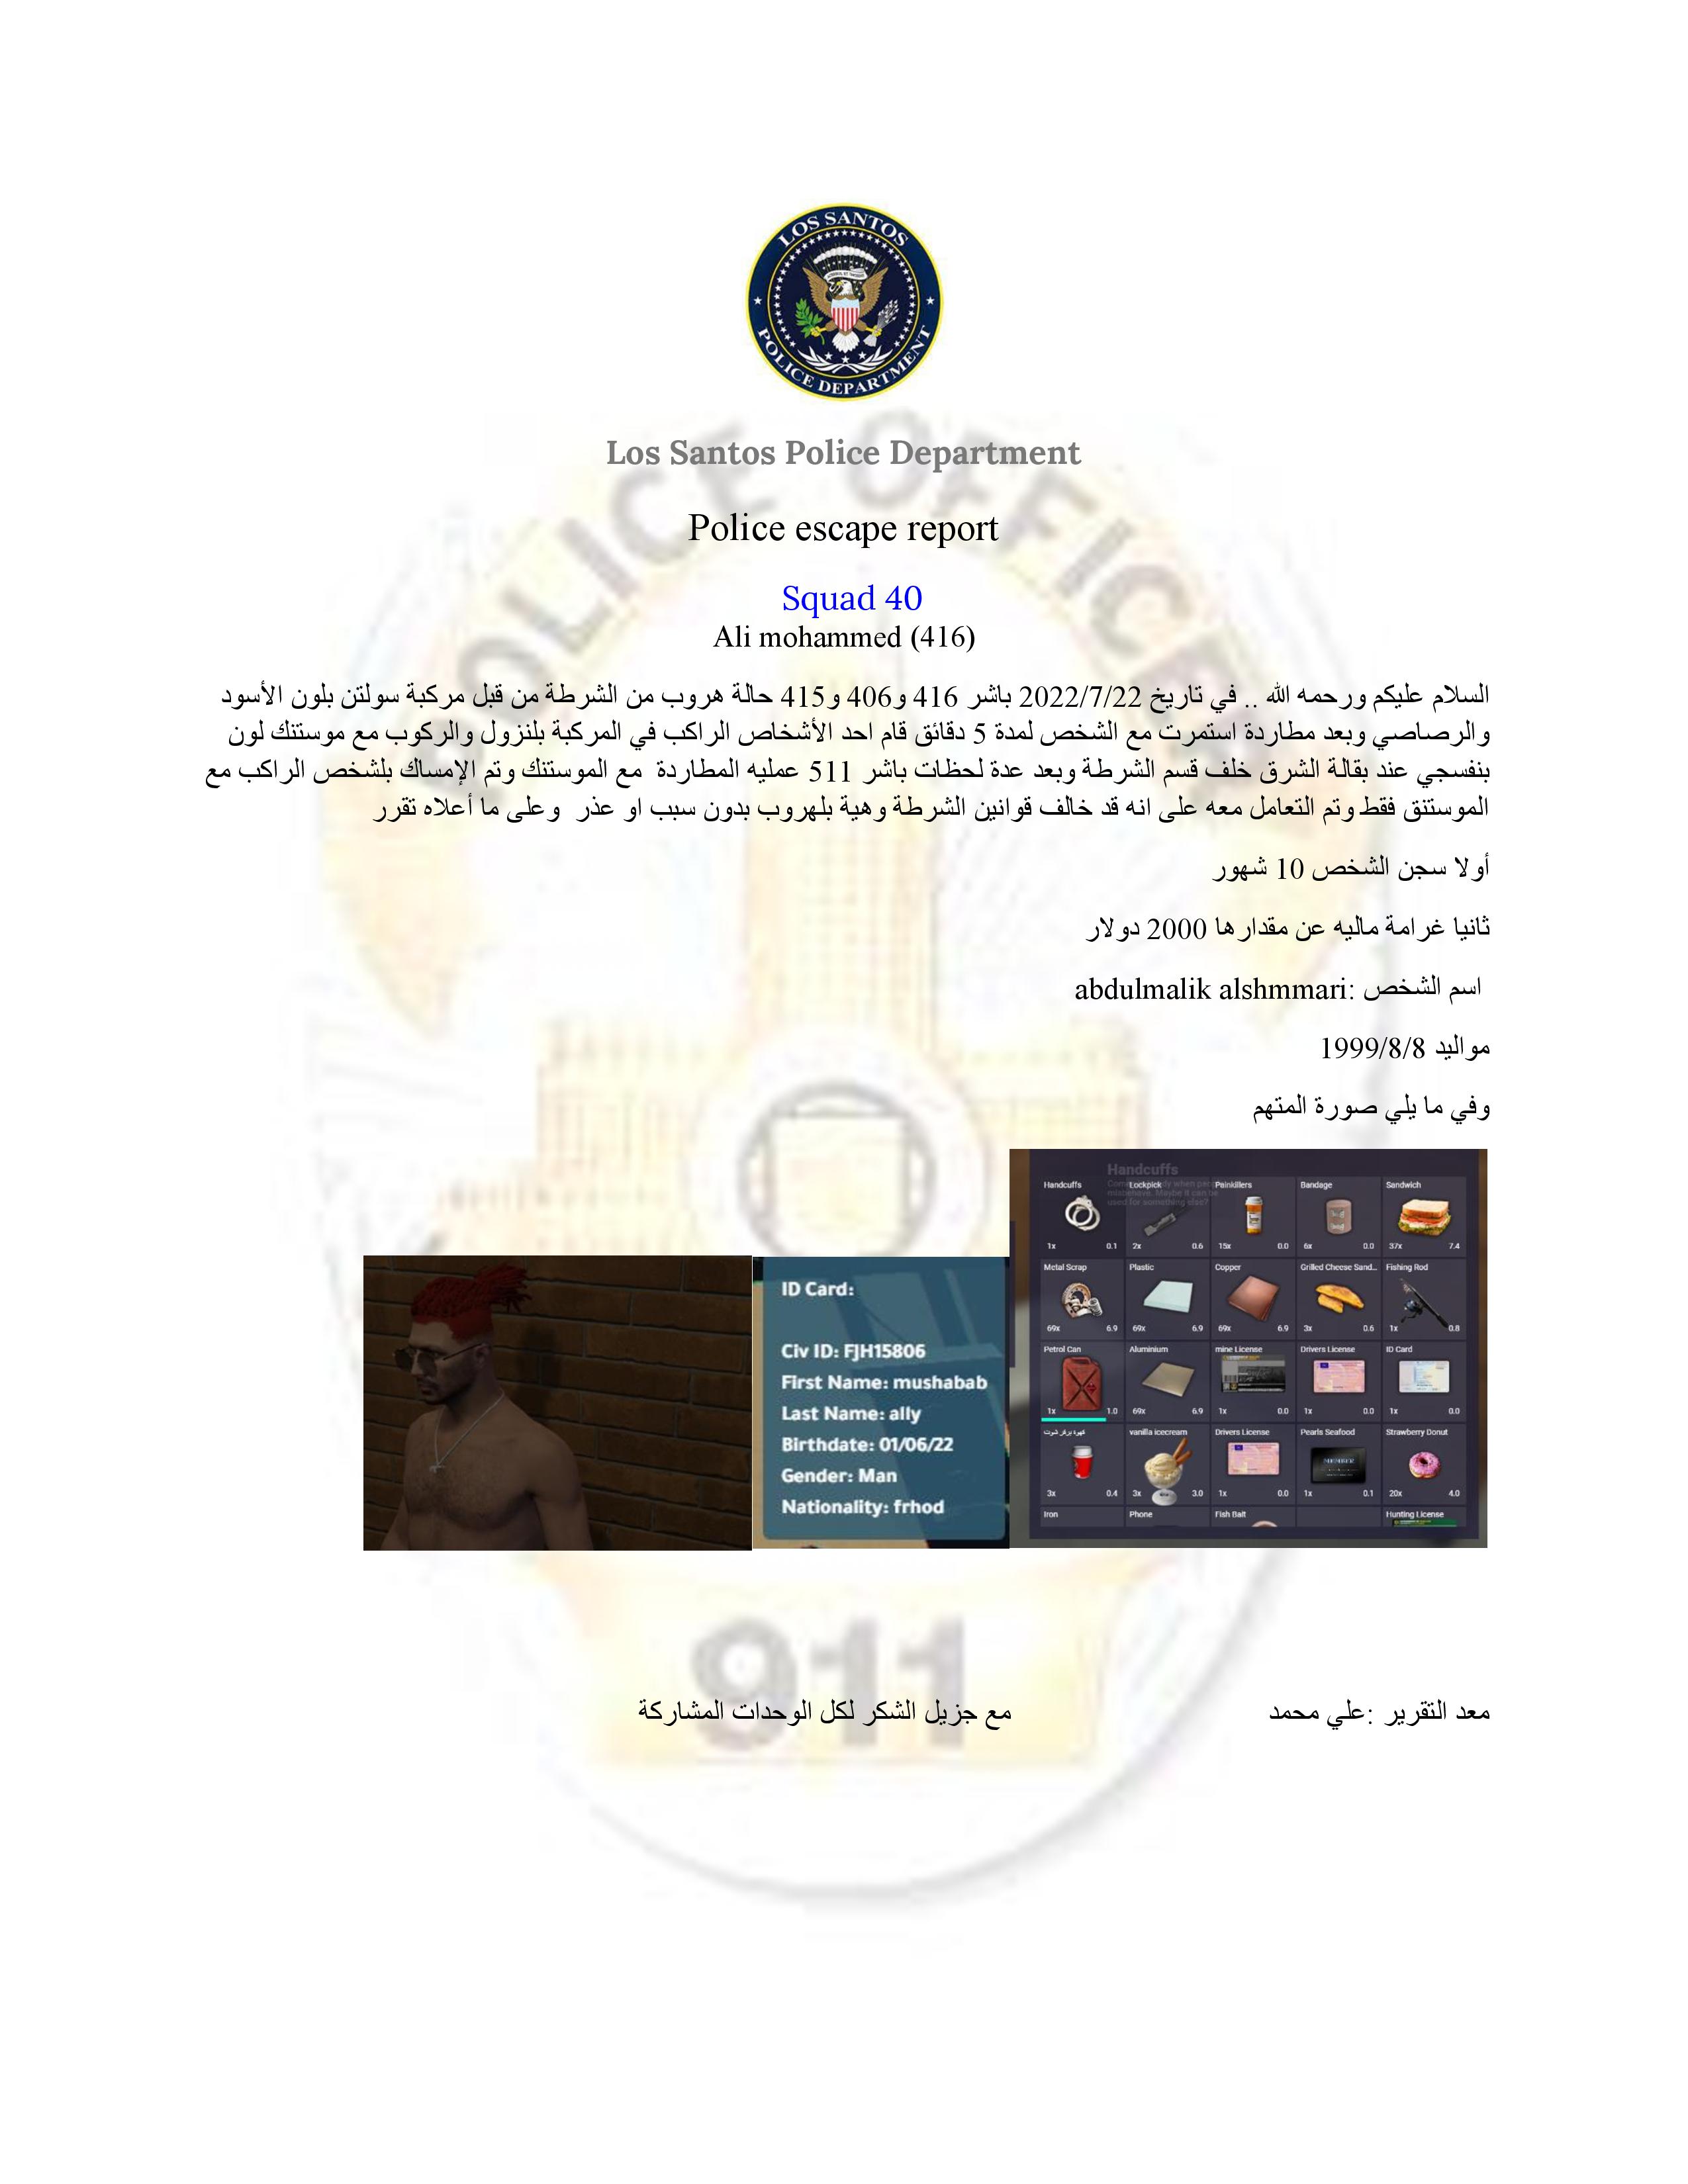 LOS SANTOS
POLICE DEPARTMENT
Los Santos Police Department
POLICE OFFICER
Police escape report
Squad 40
Ali mohammed (416)
السلام عليكم ورحمه الله .. في تاريخ 2022/7/22 باشر 416 و406 و415 حالة هروب من الشرطة من قبل مركبة سولتن بلون الأسود
والرصاصي وبعد مطاردة استمرت مع الشخص لمدة 5 دقائق قام احد الأشخاص الراكب في المركبة بلنزول والركوب مع موستنك لون
بنفسجي عند بقالة الشرق خلف قسم الشرطة وبعد عدة لحظات باشر 511 عمليه المطاردة مع الموستنك وتم الإمساك بلشخص الراكب مع
الموستنق فقط وتم التعامل معه على انه قد خالف قوانين الشرطة وهية بلهروب بدون سبب او عذر وعلى ما أعلاه تقرر
أولا سجن الشخص 10 شهور
ثانيا غرامة ماليه عن مقدارها 2000 دولار
اسم الشخص :abdulmalik alshmmari
مواليد 1999/8/8
وفي ما يلي صورة المتهم
ID Card:
Civ ID: FJH15806
First Name: mushabab
Last Name: ally
Birthdate: 01/06/22
Gender: Man
Nationality: frhod
Handcuffs
Handcuffs Lockpick Painkillers Bandage Sandwich
1x 0.1 2x 0.6 15x 0.0 6x 0.0 37x 7.4
Metal Scrap Plastic Copper Grilled Cheese Sand... Fishing Rod
69x 6.9 69x 6.9 69x 6.9 3x 0.6 1x 0.8
Petrol Can Aluminium mine License Drivers License ID Card
1x 1.0 69x 6.9 1x 0.0 1x 0.0 1x 0.0
قهوة بركر شوت vanilla icecream Drivers License Pearls Seafood Strawberry Donut
MEMBER
3x 0.4 3x 3.0 1x 0.0 1x 0.1 20x 4.0
Iron Phone Fish Bait Hunting License
911
معد التقرير :علي محمد مع جزيل الشكر لكل الوحدات المشاركة